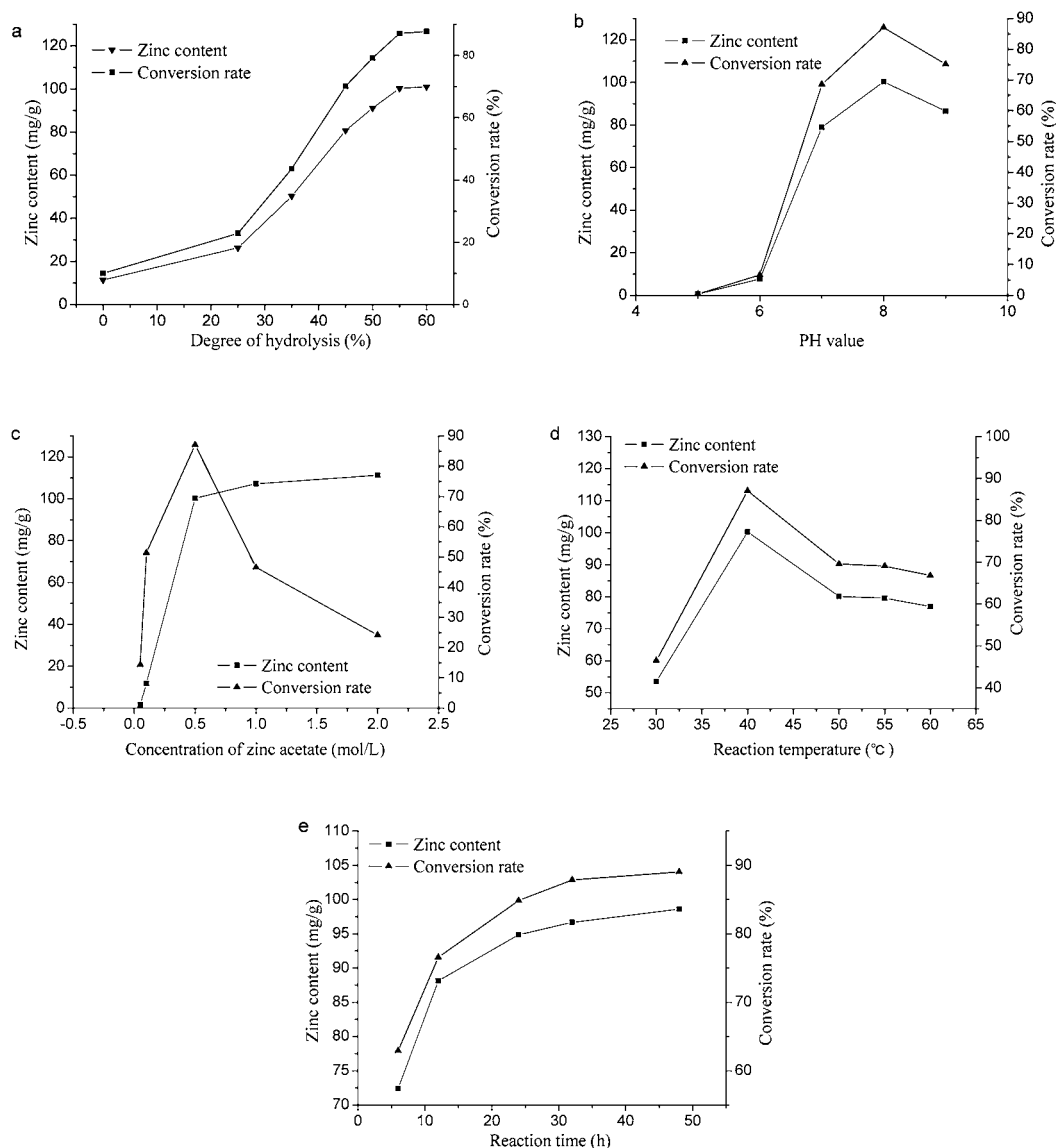 a
Zinc content
Conversion rate
Zinc content (mg/g)
130
120
100
80
60
40
20
0
Conversion rate (%)
80
60
40
20
0
0 10 20 30 40 50 60
Degree of hydrolysis (%)
b
Zinc content
Conversion rate
Zinc content (mg/g)
120
100
80
60
40
20
0
Conversion rate (%)
90
80
70
60
50
40
30
20
10
0
4 6 8 10
PH value
c
Zinc content (mg/g)
120
100
80
60
40
20
0
Conversion rate (%)
90
80
70
60
50
40
30
20
10
0
Zinc content
Conversion rate
-0.5 0.0 0.5 1.0 1.5 2.0 2.5
Concentration of zinc acetate (mol/L)
d
Zinc content
Conversion rate
Zinc content (mg/g)
130
120
110
100
90
80
70
60
50
Conversion rate (%)
100
90
80
70
60
50
40
25 30 35 40 45 50 55 60 65
Reaction temperature (℃)
e
Zinc content
Conversion rate
Zinc content (mg/g)
110
105
100
95
90
85
80
75
70
Conversion rate (%)
90
80
70
60
0 10 20 30 40 50
Reaction time (h)